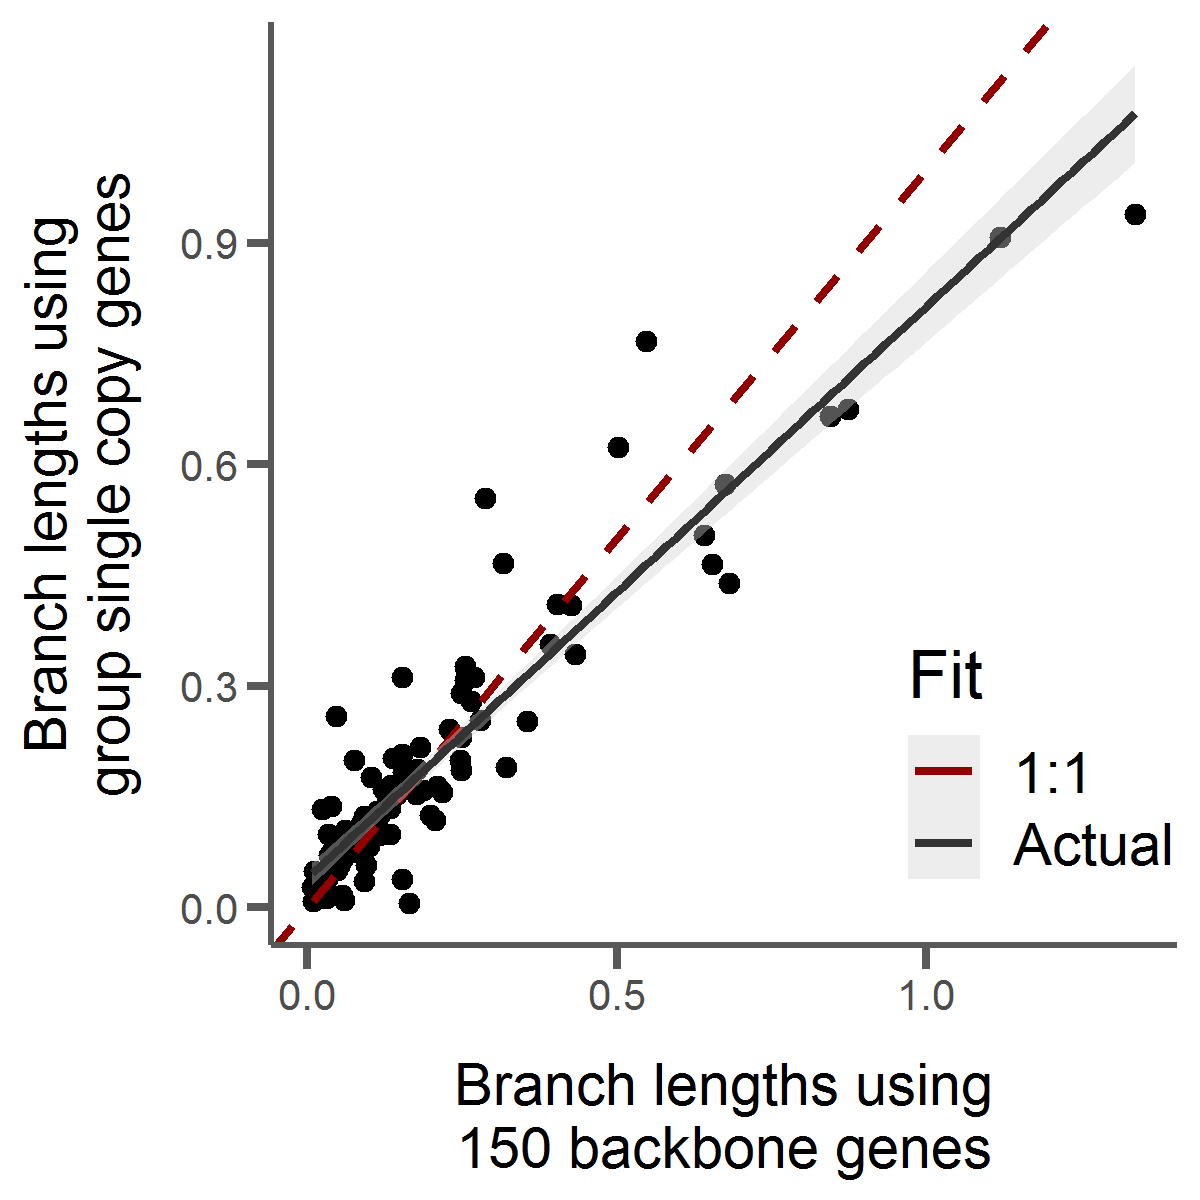 Branch lengths using
group single copy genes
0.9
0.6
0.3
0.0
Fit
1:1
Actual
0.0
0.5
1.0
Branch lengths using
150 backbone genes